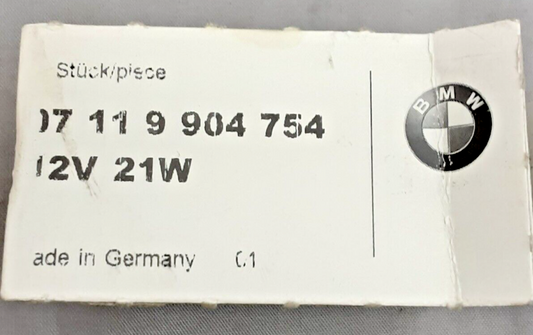 Stück/piece
07 11 9 904 754
12V 21W
ade in Germany 01
BMW